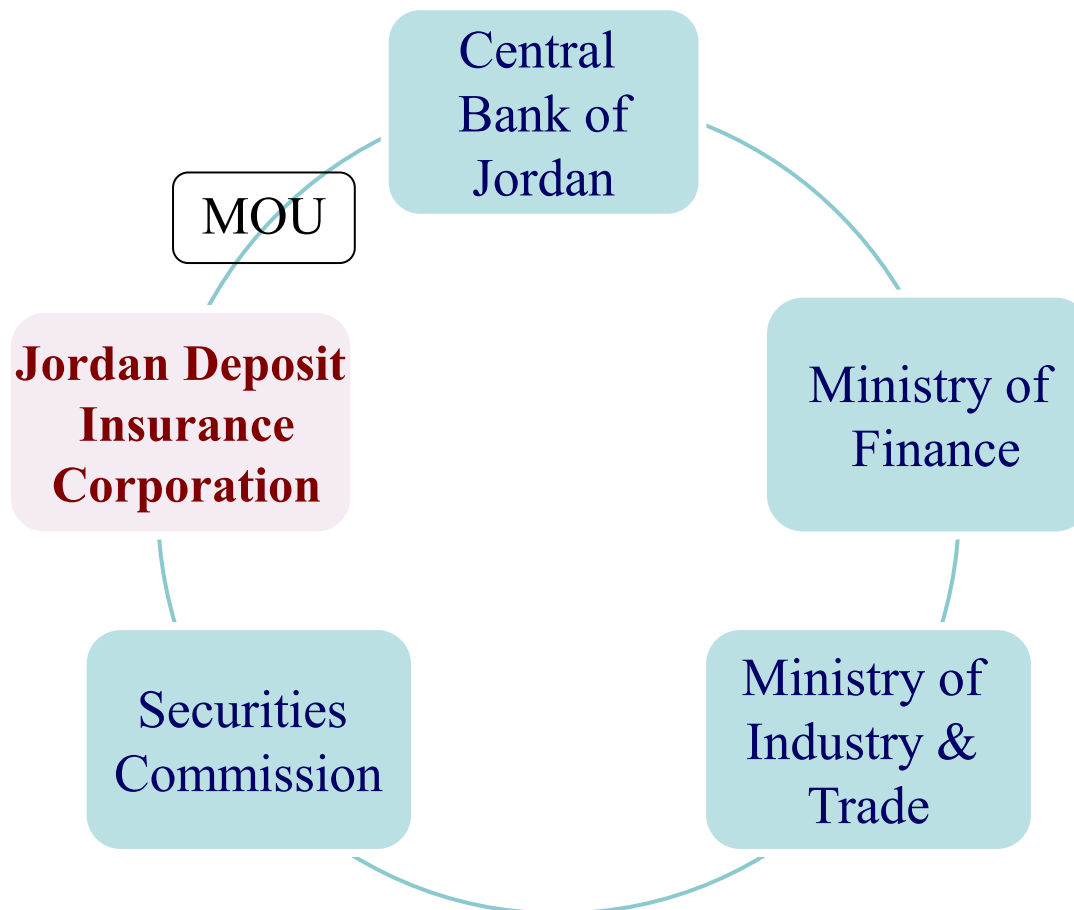 Central
Bank of
Jordan
MOU
Jordan Deposit
Insurance
Corporation
Ministry of
Finance
Securities
Commission
Ministry of
Industry &
Trade